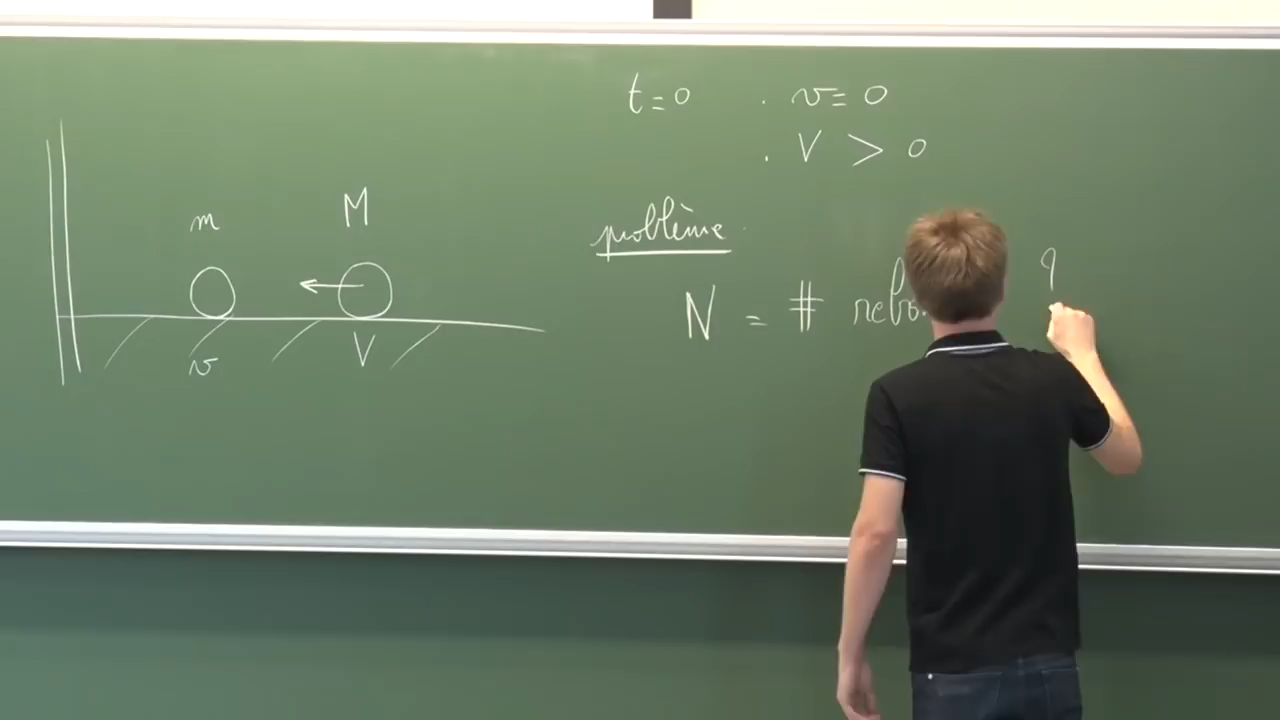 t=0 . v=0
. V > 0
m M
problème.
N = # rebo ?
v V